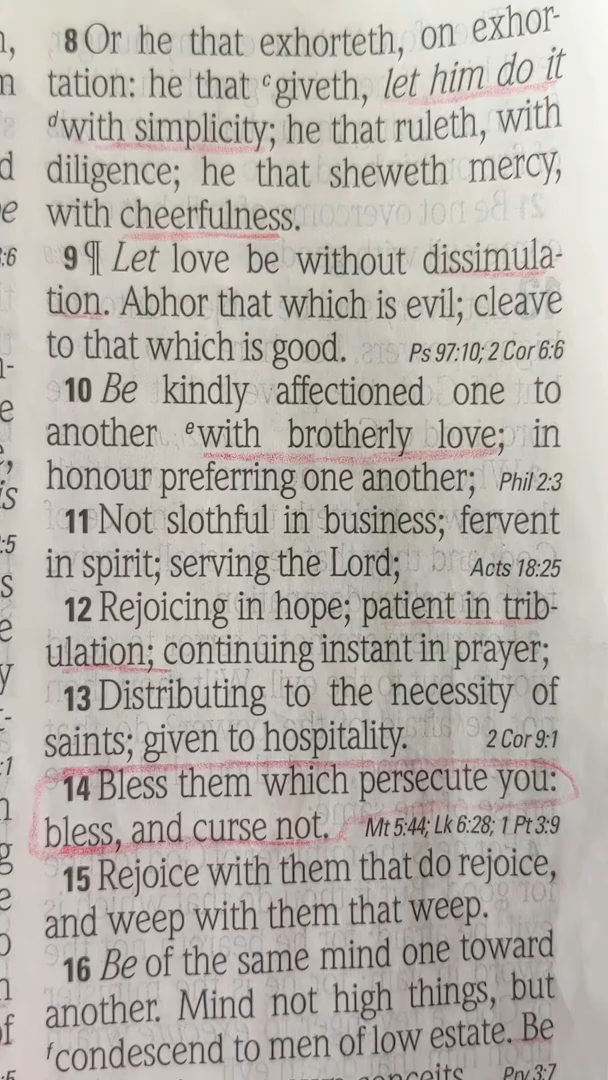 8 Or he that exhorteth, on exhor-
tation: he that ᶜgiveth, let him do it
ᵈwith simplicity; he that ruleth, with
diligence; he that sheweth mercy,
with cheerfulness.
9 ¶ Let love be without dissimula-
tion. Abhor that which is evil; cleave
to that which is good. Ps 97:10; 2 Cor 6:6
10 Be kindly affectioned one to
another ᵉwith brotherly love; in
honour preferring one another; Phil 2:3
11 Not slothful in business; fervent
in spirit; serving the Lord; Acts 18:25
12 Rejoicing in hope; patient in trib-
ulation; continuing instant in prayer;
13 Distributing to the necessity of
saints; given to hospitality. 2 Cor 9:1
14 Bless them which persecute you:
bless, and curse not. Mt 5:44; Lk 6:28; 1 Pt 3:9
15 Rejoice with them that do rejoice,
and weep with them that weep.
16 Be of the same mind one toward
another. Mind not high things, but
ᶠcondescend to men of low estate. Be
conceits Prv 3:7